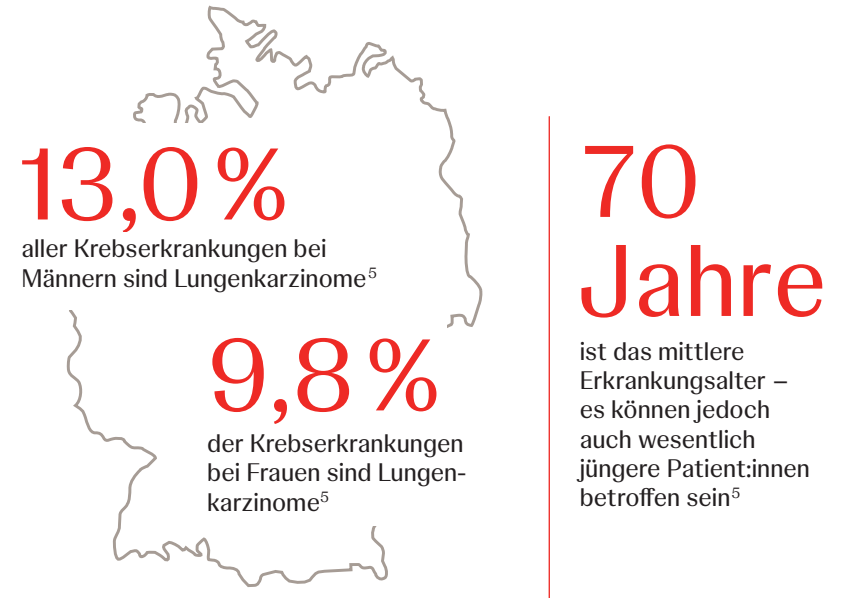 13,0 %
aller Krebserkrankungen bei
Männern sind Lungenkarzinome⁵
9,8 %
der Krebserkrankungen
bei Frauen sind Lungen-
karzinome⁵
70
Jahre
ist das mittlere
Erkrankungsalter –
es können jedoch
auch wesentlich
jüngere Patient:innen
betroffen sein⁵